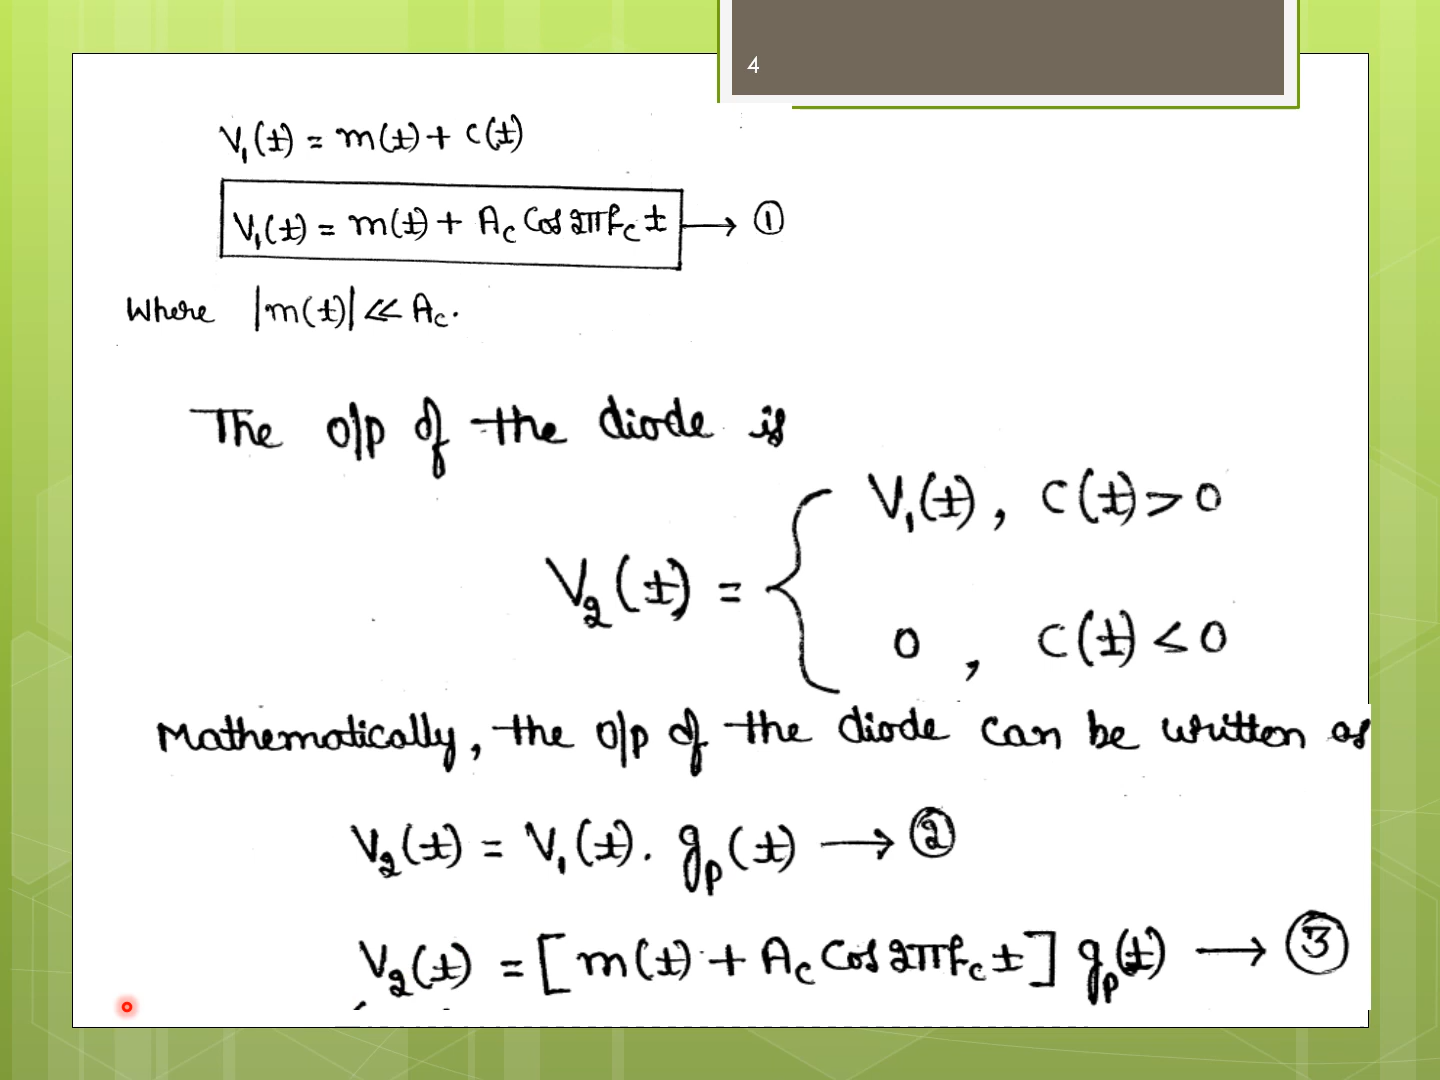 4
V₁(t) = m(t) + c(t)
V₁(t) = m(t) + A_c Cos 2πf_c t → ①
Where |m(t)| ≪ A_c.
The o/p of the diode is
V₂(t) = { V₁(t), C(t) > 0
0, C(t) < 0
Mathematically, the o/p of the diode can be written as
V₂(t) = V₁(t). g_p(t) → ②
V₂(t) = [m(t) + A_c Cos 2πf_c t] g_p(t) → ③